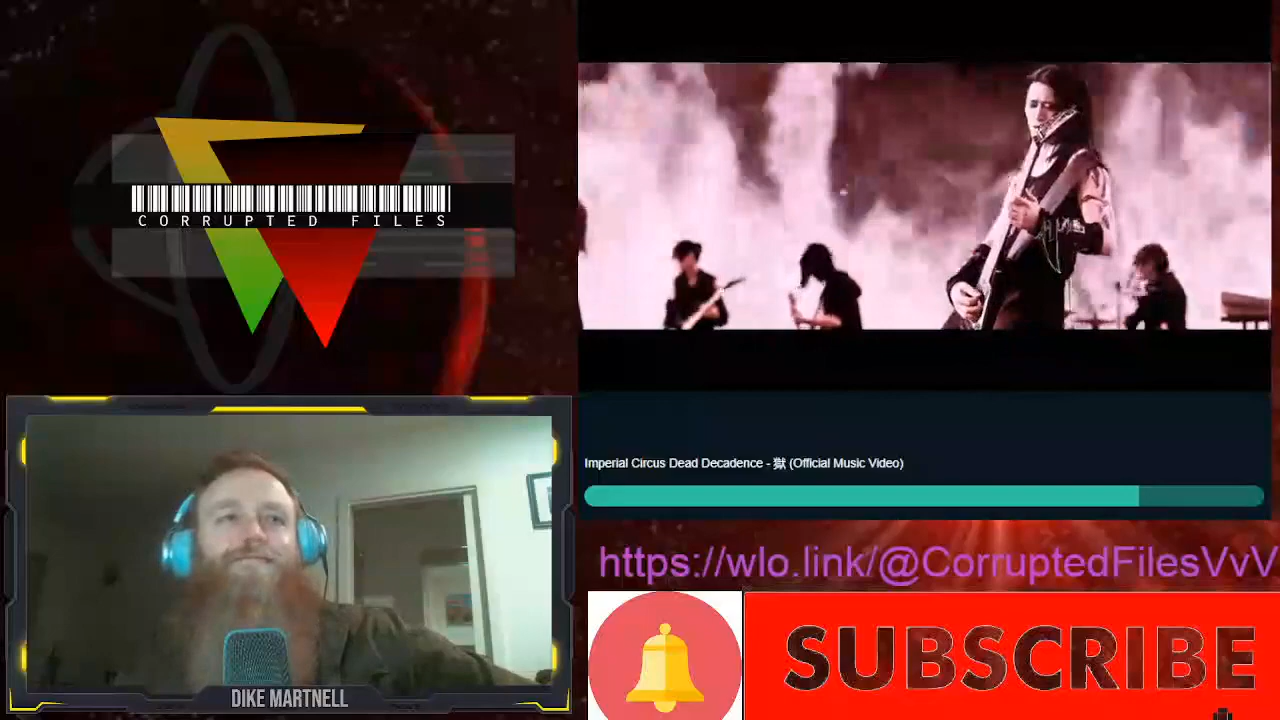 CORRUPTED FILES
Imperial Circus Dead Decadence - 獄 (Official Music Video)
https://wlo.link/@CorruptedFilesVvV
SUBSCRIBE
DIKE MARTNELL